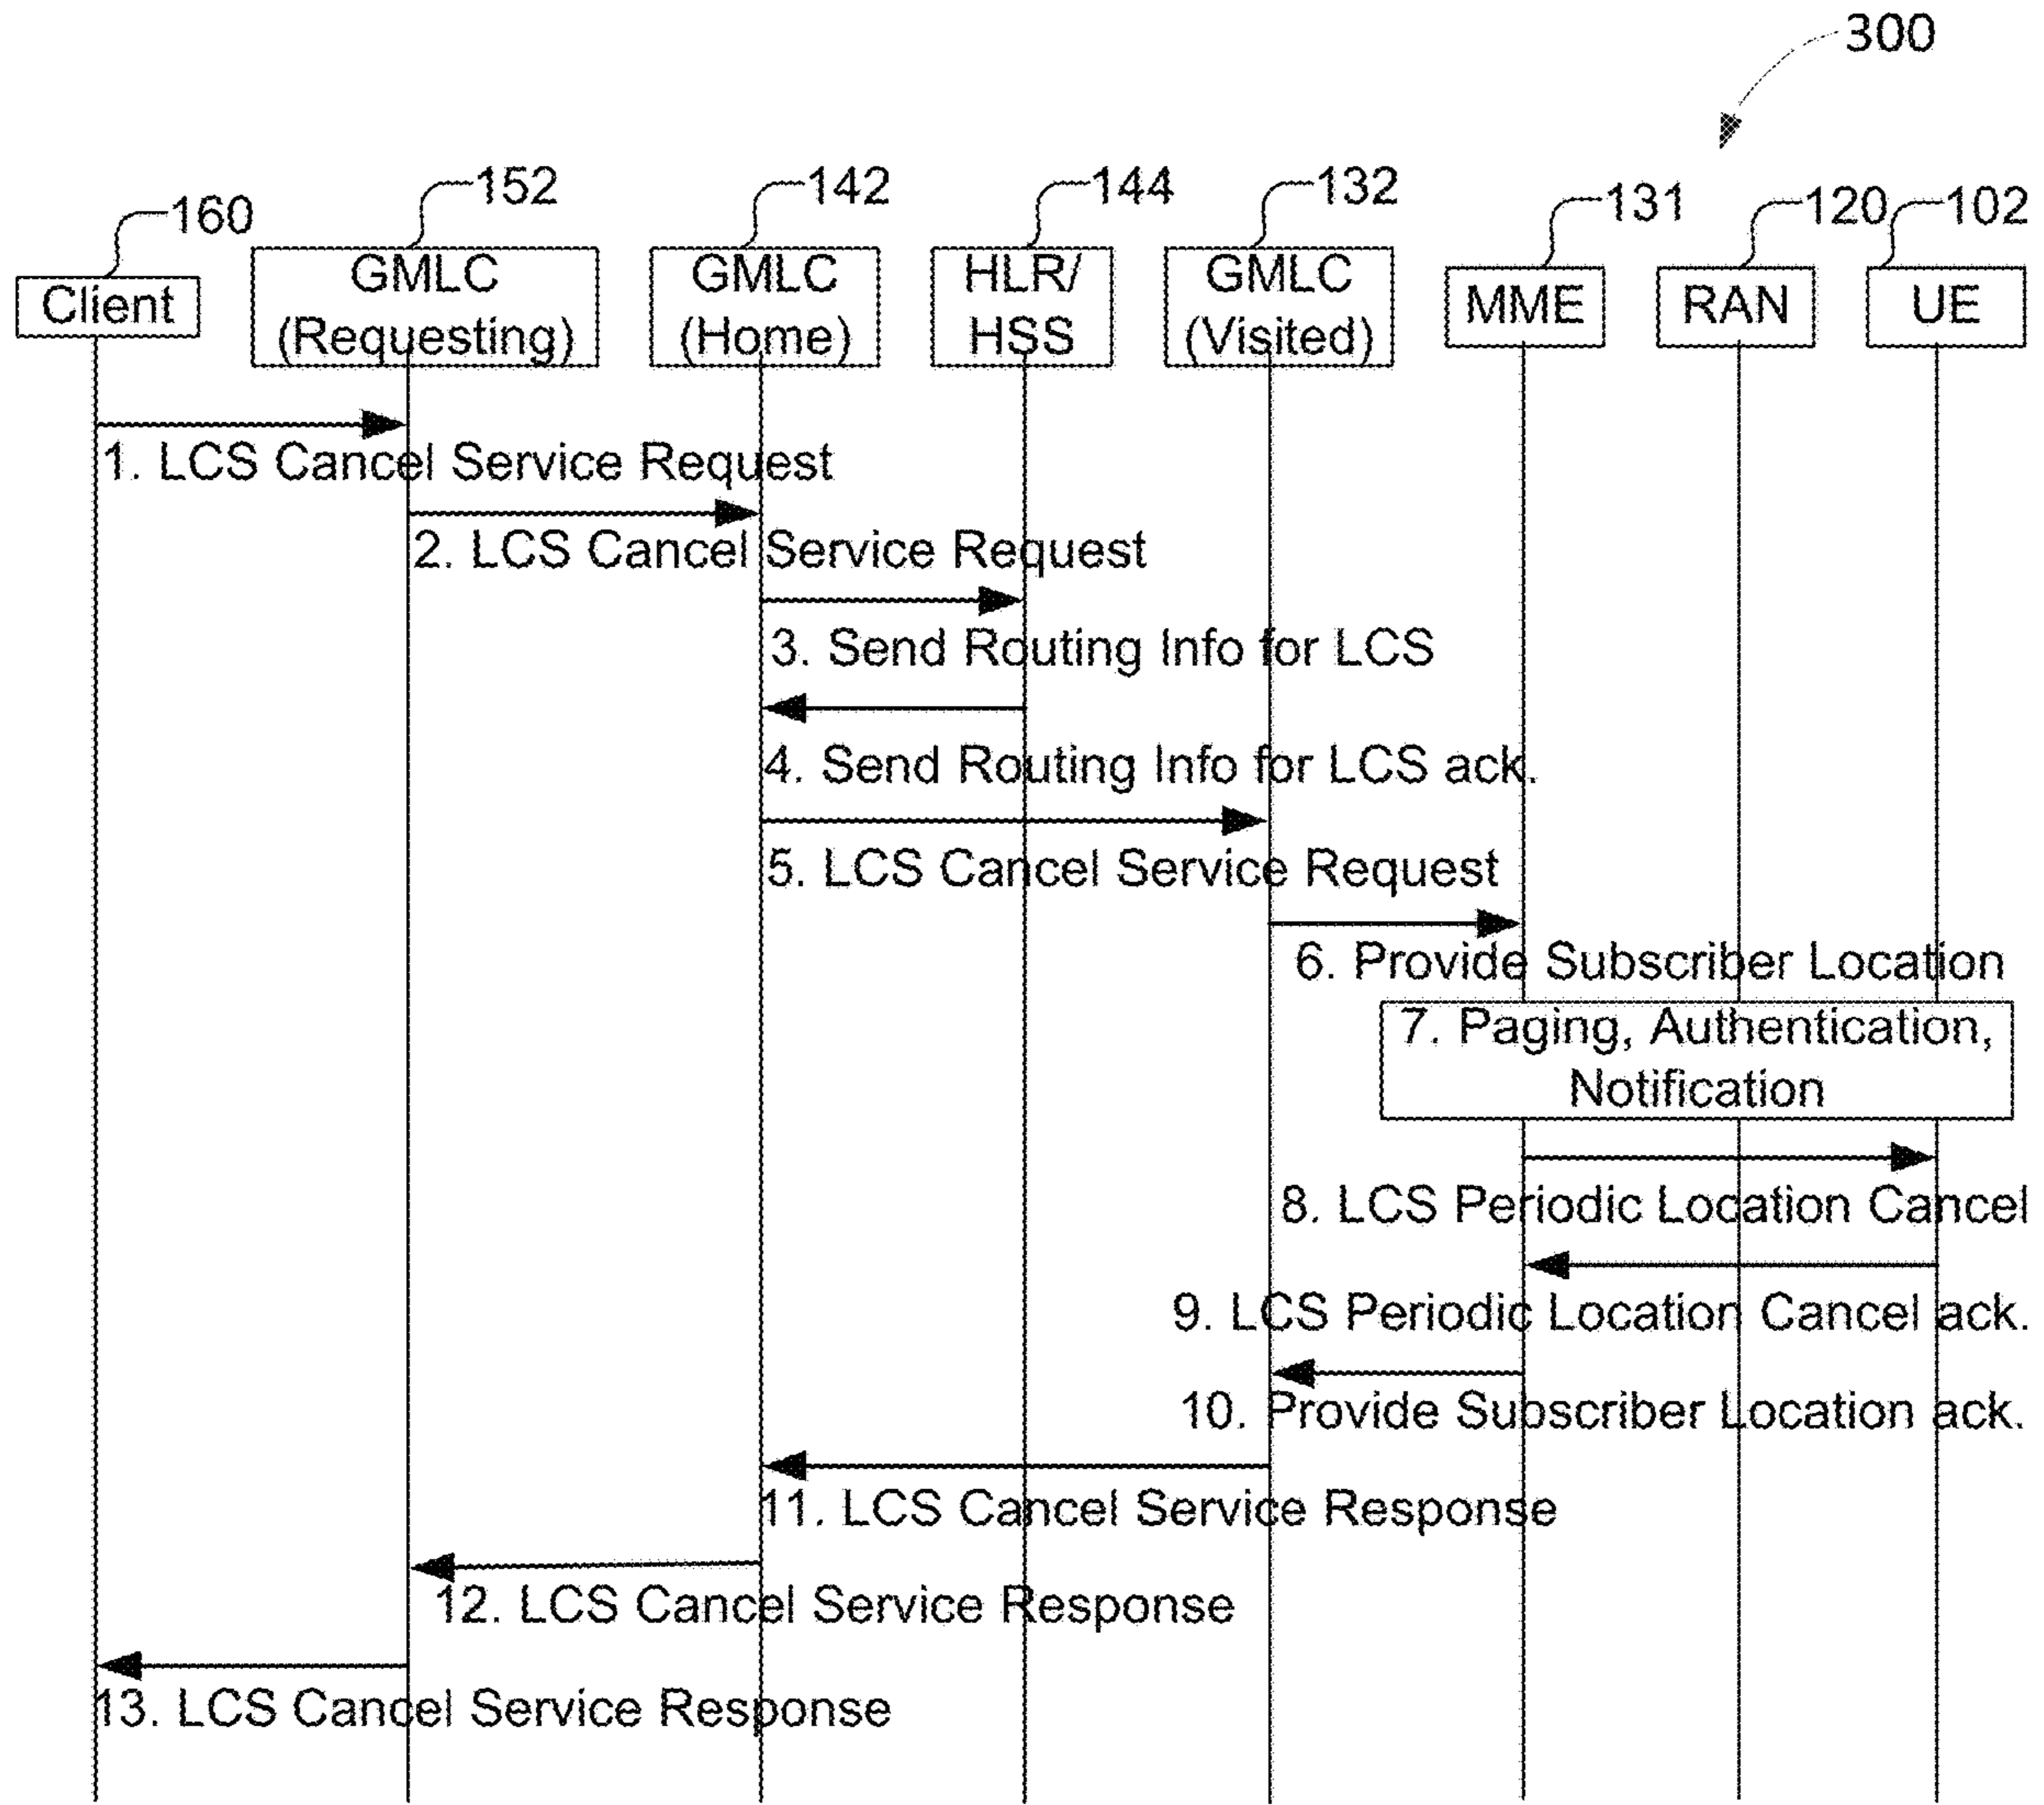 300
160
152
142
144
132
131
120
102
Client
GMLC
(Requesting)
GMLC
(Home)
HLR/
HSS
GMLC
(Visited)
MME
RAN
UE
1. LCS Cancel Service Request
2. LCS Cancel Service Request
3. Send Routing Info for LCS
4. Send Routing Info for LCS ack.
5. LCS Cancel Service Request
6. Provide Subscriber Location
7. Paging, Authentication,
Notification
8. LCS Periodic Location Cancel
9. LCS Periodic Location Cancel ack.
10. Provide Subscriber Location ack.
11. LCS Cancel Service Response
12. LCS Cancel Service Response
13. LCS Cancel Service Response